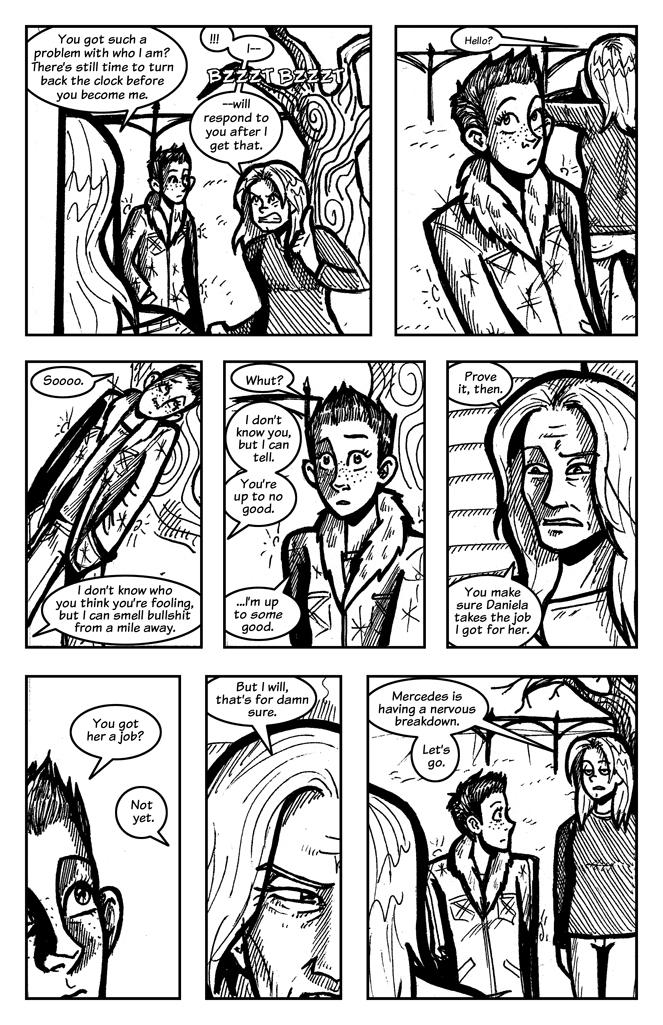 You got such a
problem with who I am?
There's still time to turn
back the clock before
you become me.
!!!
I--
BZZZT BZZZT
--will
respond to
you after I
get that.
Hello?
Soooo.
I don't know who
you think you're fooling,
but I can smell bullshit
from a mile away.
Whut?
I don't
know you,
but I can
tell.
You're
up to no
good.
...I'm up
to some
good.
Prove
it, then.
You make
sure Daniela
takes the job
I got for her.
You got
her a job?
Not
yet.
But I will,
that's for damn
sure.
Mercedes is
having a nervous
breakdown.
Let's
go.